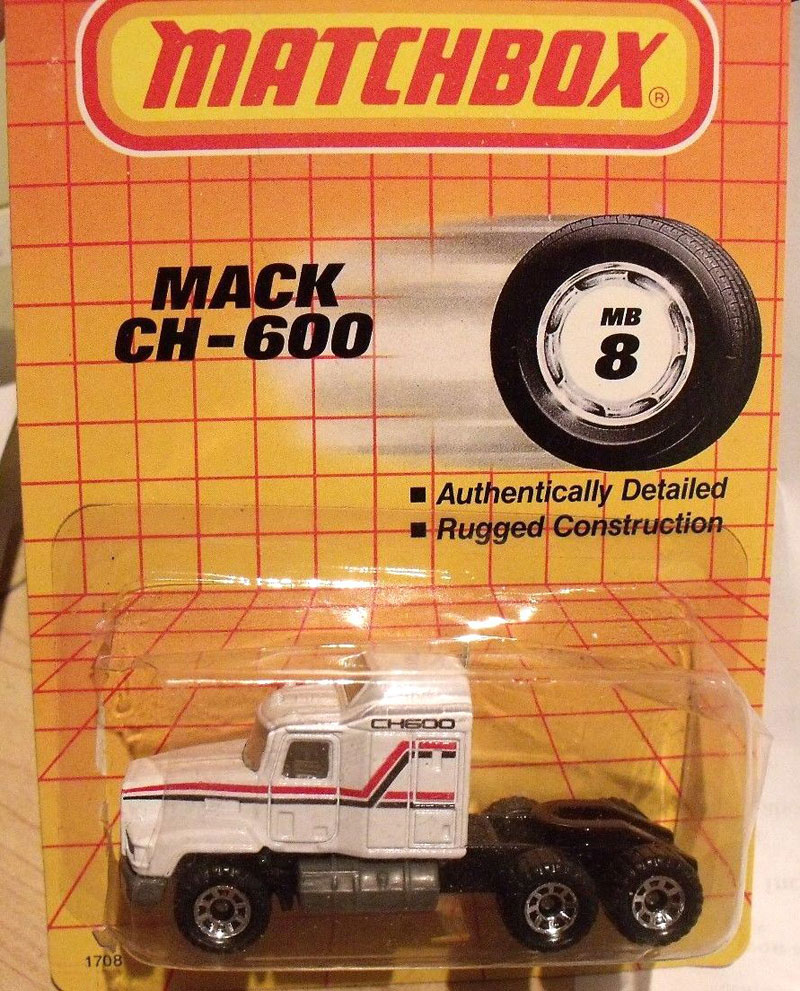 MATCHBOX®
MACK
CH-600
MB
8
■ Authentically Detailed
■ Rugged Construction
CH600
1708